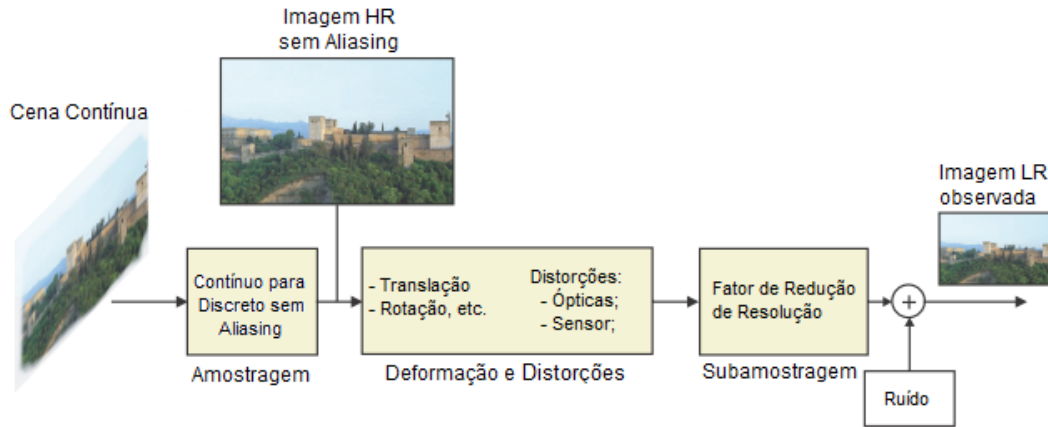 Imagem HR
sem Aliasing
Cena Contínua
Imagem LR
observada
Contínuo para
Discreto sem
Aliasing
- Translação
- Rotação, etc.
Distorções:
- Ópticas;
- Sensor;
Fator de Redução
de Resolução
+
Amostragem
Deformação e Distorções
Subamostragem
Ruído